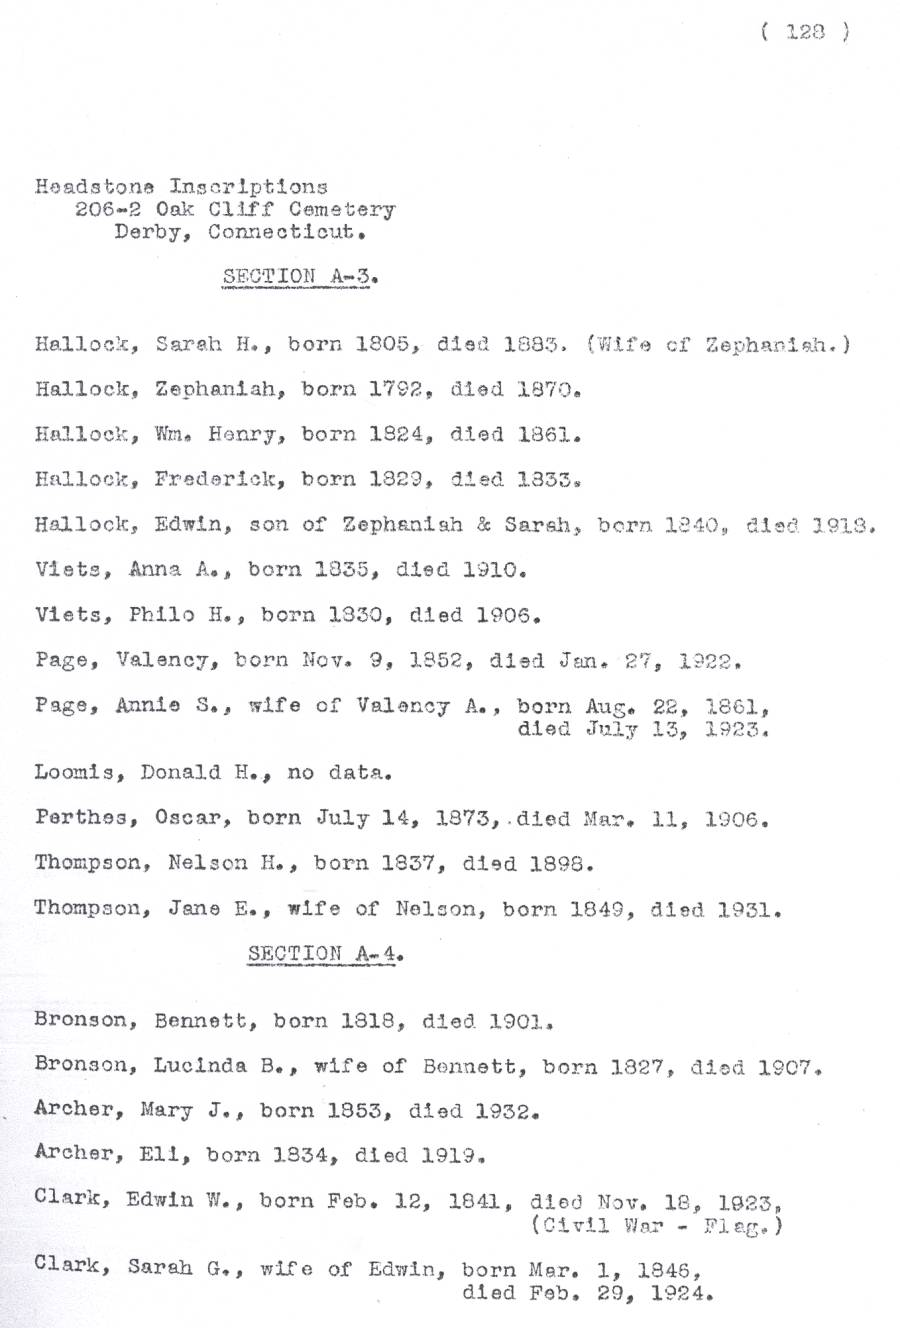 ( 128 )
Headstone Inscriptions
206-2 Oak Cliff Cemetery
Derby, Connecticut.
SECTION A-3.
Hallock, Sarah H., born 1805, died 1883. (Wife of Zephaniah.)
Hallock, Zephaniah, born 1792, died 1870.
Hallock, Wm. Henry, born 1824, died 1861.
Hallock, Frederick, born 1829, died 1833.
Hallock, Edwin, son of Zephaniah & Sarah, born 1840, died 1918.
Viets, Anna A., born 1835, died 1910.
Viets, Philo H., born 1830, died 1906.
Page, Valency, born Nov. 9, 1852, died Jan. 27, 1922.
Page, Annie S., wife of Valency A., born Aug. 22, 1861,
died July 13, 1923.
Loomis, Donald H., no data.
Perthes, Oscar, born July 14, 1873, died Mar. 11, 1906.
Thompson, Nelson H., born 1837, died 1898.
Thompson, Jane E., wife of Nelson, born 1849, died 1931.
SECTION A-4.
Bronson, Bennett, born 1818, died 1901.
Bronson, Lucinda B., wife of Bennett, born 1827, died 1907.
Archer, Mary J., born 1853, died 1932.
Archer, Eli, born 1834, died 1919.
Clark, Edwin W., born Feb. 12, 1841, died Nov. 18, 1923,
(Civil War - Flag.)
Clark, Sarah G., wife of Edwin, born Mar. 1, 1846,
died Feb. 29, 1924.